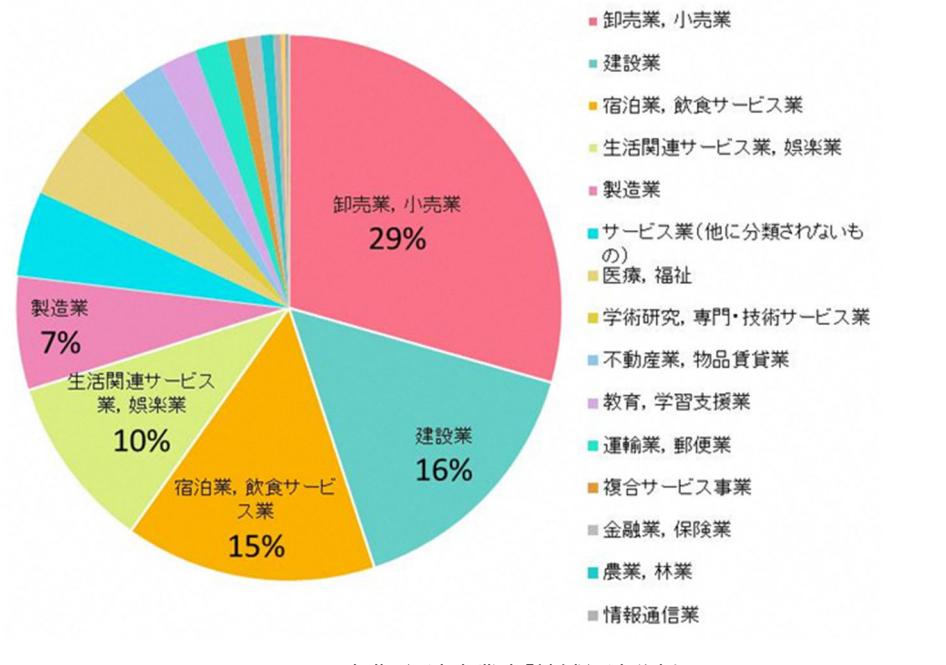 卸売業, 小売業
29%
建設業
16%
宿泊業, 飲食サービ
ス業
15%
生活関連サービス
業, 娯楽業
10%
製造業
7%
卸売業, 小売業
建設業
宿泊業, 飲食サービス業
生活関連サービス業, 娯楽業
製造業
サービス業(他に分類されないも
の)
医療, 福祉
学術研究, 専門・技術サービス業
不動産業, 物品賃貸業
教育, 学習支援業
運輸業, 郵便業
複合サービス事業
金融業, 保険業
農業, 林業
情報通信業